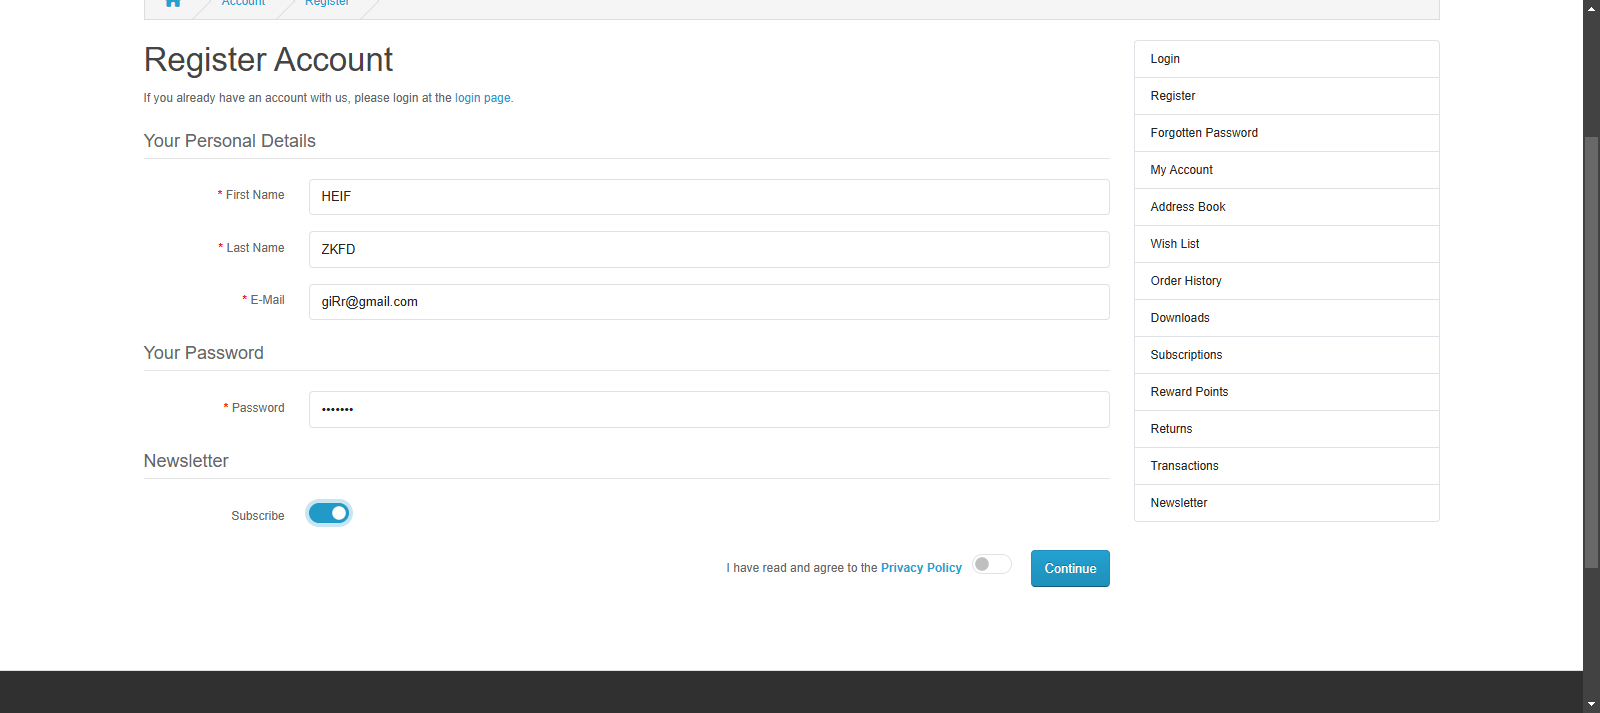 Account
Register
Register Account
If you already have an account with us, please login at the login page.
Your Personal Details
* First Name
HEIF
* Last Name
ZKFD
* E-Mail
giRr@gmail.com
Your Password
* Password
•••••••
Newsletter
Subscribe
I have read and agree to the Privacy Policy
Continue
Login
Register
Forgotten Password
My Account
Address Book
Wish List
Order History
Downloads
Subscriptions
Reward Points
Returns
Transactions
Newsletter